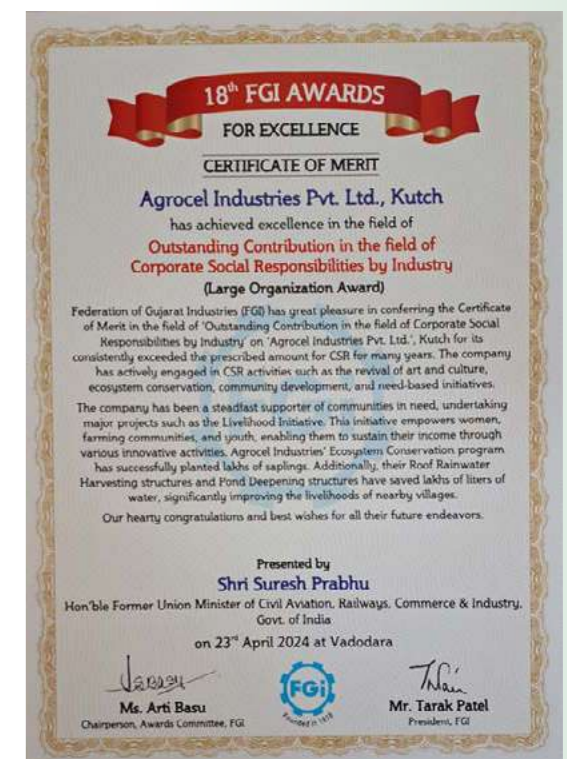 18th FGI AWARDS
FOR EXCELLENCE
CERTIFICATE OF MERIT
Agrocel Industries Pvt. Ltd., Kutch
has achieved excellence in the field of
Outstanding Contribution in the field of
Corporate Social Responsibilities by Industry
(Large Organization Award)
Federation of Gujarat Industries (FGI) has great pleasure in conferring the Certificate
of Merit in the field of 'Outstanding Contribution in the field of Corporate Social
Responsibilities by Industry' on 'Agrocel Industries Pvt. Ltd.', Kutch for its
consistently exceeded the prescribed amount for CSR for many years. The company
has actively engaged in CSR activities such as the revival of art and culture,
ecosystem conservation, community development, and need-based initiatives.
The company has been a steadfast supporter of communities in need, undertaking
major projects such as the Livelihood Initiative. This initiative empowers women,
farming communities, and youth, enabling them to sustain their income through
various innovative activities. Agrocel Industries' Ecosystem Conservation program
has successfully planted lakhs of saplings. Additionally, their Roof Rainwater
Harvesting structures and Pond Deepening structures have saved lakhs of liters of
water, significantly improving the livelihoods of nearby villages.
Our hearty congratulations and best wishes for all their future endeavors.
Presented by
Shri Suresh Prabhu
Hon'ble Former Union Minister of Civil Aviation, Railways, Commerce & Industry,
Govt. of India
on 23rd April 2024 at Vadodara
FGi
Founded in 1918
Ms. Arti Basu
Chairperson, Awards Committee, FGI
Mr. Tarak Patel
President, FGI